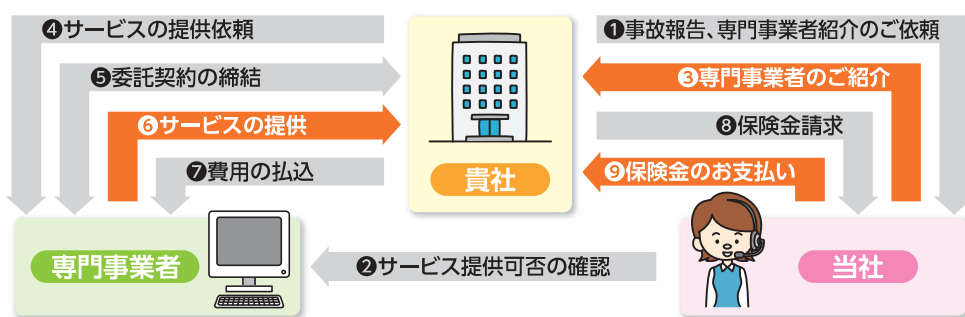 ❹サービスの提供依頼
❶事故報告、専門事業者紹介のご依頼
❺委託契約の締結
❸専門事業者のご紹介
❻サービスの提供
❽保険金請求
❼費用の払込
❾保険金のお支払い
貴社
専門事業者
❷サービス提供可否の確認
当社